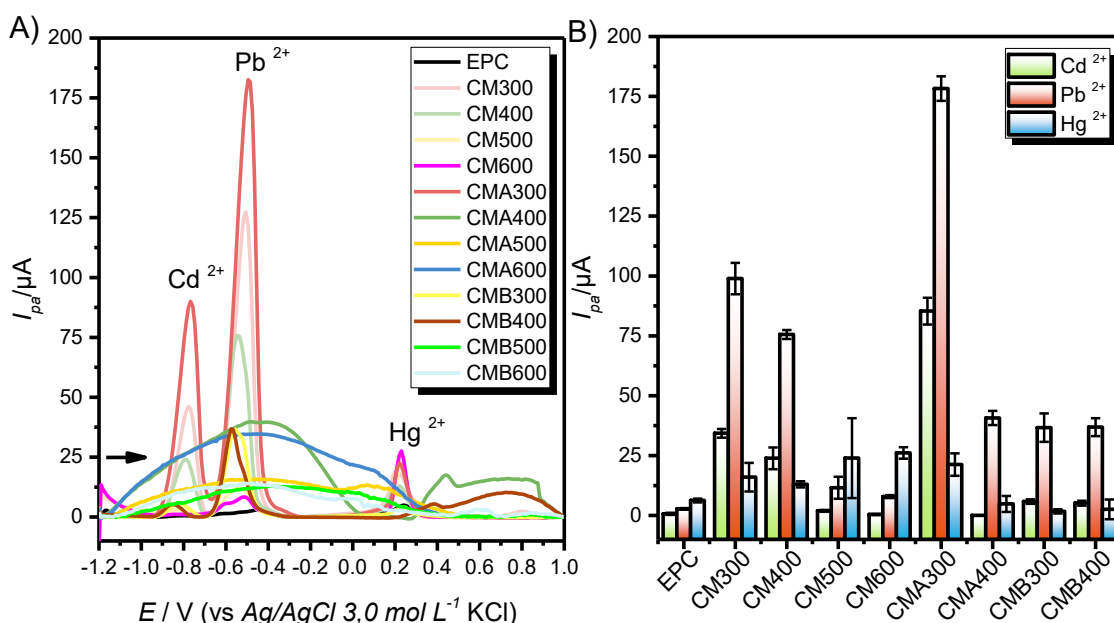 A)
200
175
150
125
100
75
50
25
0
I_pa/µA
Cd 2+
Pb 2+
Hg 2+
EPC
CM300
CM400
CM500
CM600
CMA300
CMA400
CMA500
CMA600
CMB300
CMB400
CMB500
CMB600
-1.2 -1.0 -0.8 -0.6 -0.4 -0.2 0.0 0.2 0.4 0.6 0.8 1.0
E / V (vs Ag/AgCl 3,0 mol L-1 KCl)
B)
200
175
150
125
100
75
50
25
0
I_pa/µA
Cd 2+
Pb 2+
Hg 2+
EPC CM300 CM400 CM500 CM600 CMA300 CMA400 CMB300 CMB400